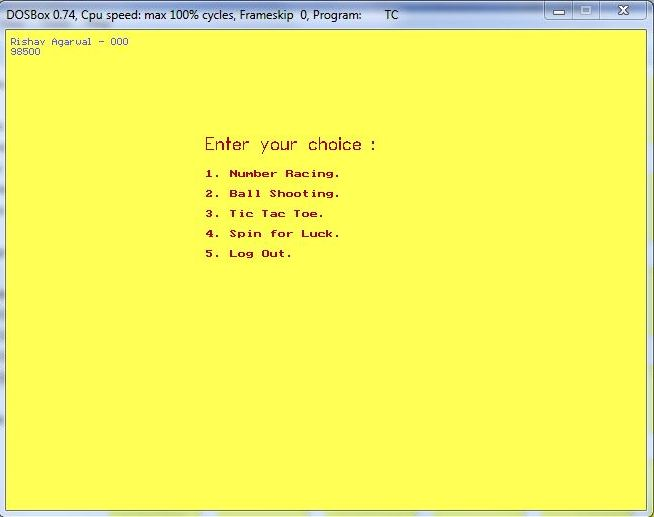 DOSBox 0.74, Cpu speed: max 100% cycles, Frameskip 0, Program: TC
Rishav Agarwal - 000
98500
Enter your choice :
1. Number Racing.
2. Ball Shooting.
3. Tic Tac Toe.
4. Spin for Luck.
5. Log Out.